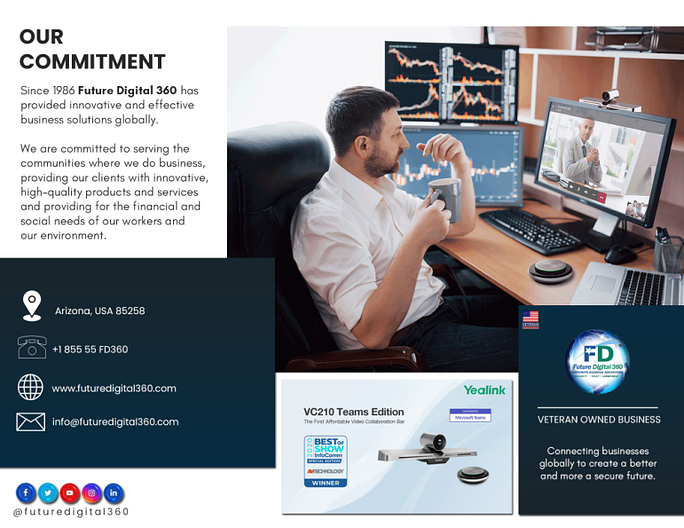 OUR
COMMITMENT
Since 1986 Future Digital 360 has
provided innovative and effective
business solutions globally.
We are committed to serving the
communities where we do business,
providing our clients with innovative,
high-quality products and services
and providing for the financial and
social needs of our workers and
our environment.
Arizona, USA 85258
+1 855 55 FD360
www.futuredigital360.com
info@futuredigital360.com
@futuredigital360
Yealink
VC210 Teams Edition
The First Affordable Video Collaboration Bar
Microsoft Teams
2020
BEST OF
SHOW
InfoComm
SPECIAL EDITION
AVTECHNOLOGY
WINNER
VETERAN
FD
Future Digital 360
VETERAN OWNED BUSINESS
Connecting businesses
globally to create a better
and more a secure future.